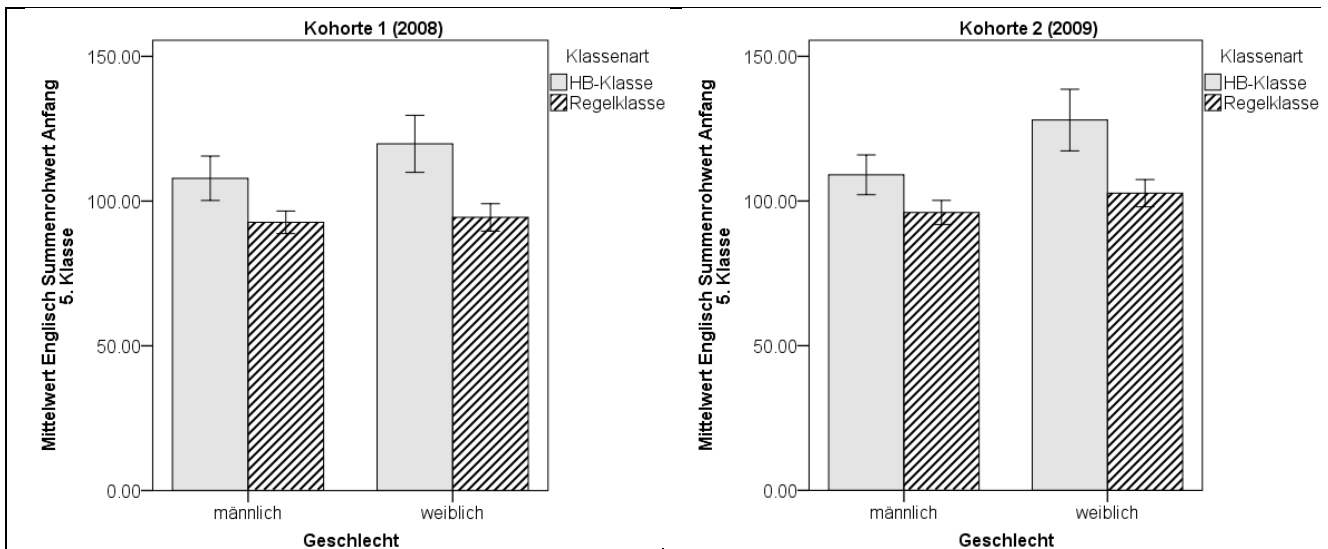 Kohorte 1 (2008)
Klassenart
HB-Klasse
Regelklasse
Mittelwert Englisch Summenrohwert Anfang
5. Klasse
150.00
100.00
50.00
0.00
männlich
weiblich
Geschlecht
Kohorte 2 (2009)
Klassenart
HB-Klasse
Regelklasse
Mittelwert Englisch Summenrohwert Anfang
5. Klasse
150.00
100.00
50.00
0.00
männlich
weiblich
Geschlecht